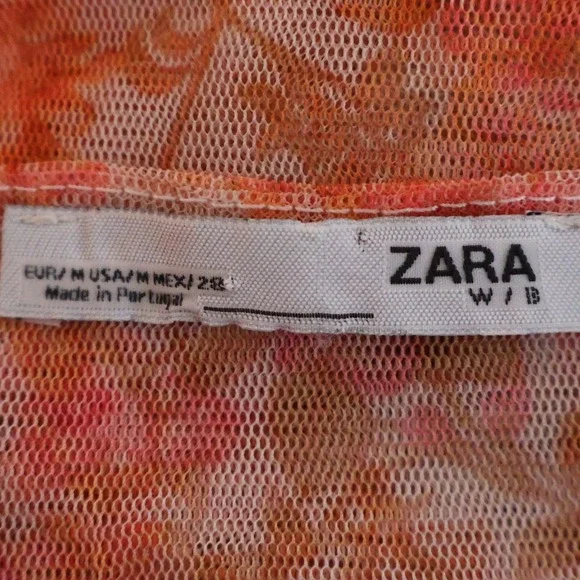 EUR/ M USA/M MEX/ 28
Made in Portugal
ZARA
W / B